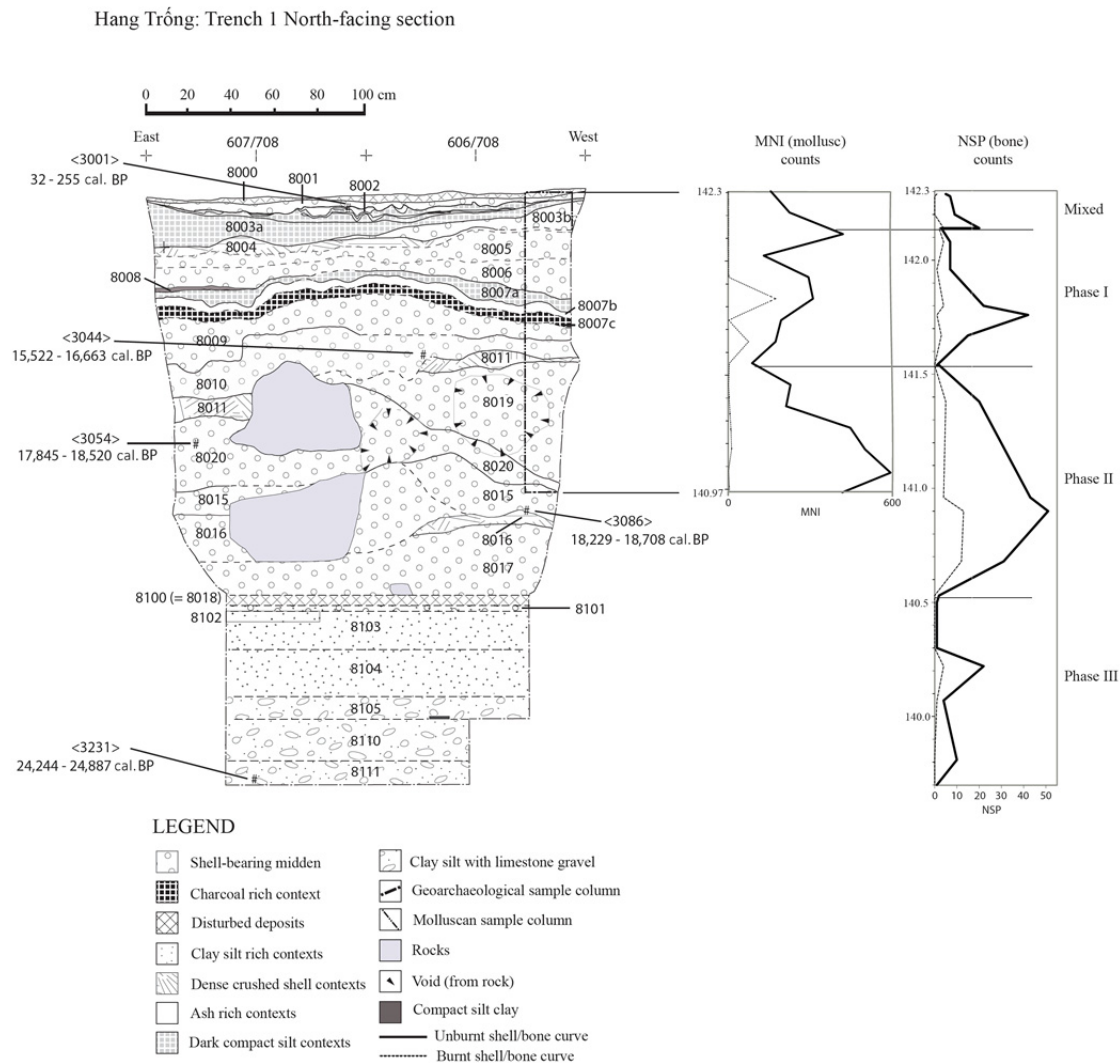 Hang Trống: Trench 1 North-facing section
0 20 40 60 80 100 cm
East 607/708 606/708 West
<3001>
32 - 255 cal. BP
8000 8001 8002
8003a 8003b
8004 8005
8006
8008 8007a
8007b
8007c
8009
<3044>
15,522 - 16,663 cal. BP
8011
8010
8019
8011
<3054>
17,845 - 18,520 cal. BP
8020
8020
8015
8015
8016
8016
<3086>
18,229 - 18,708 cal. BP
8017
8100 (= 8018)
8101
8102
8103
8104
8105
8110
<3231>
24,244 - 24,887 cal. BP
8111
MNI (mollusc)
counts
142.3
140.97
0 600
MNI
NSP (bone)
counts
142.3
142.0
141.5
141.0
140.5
140.0
0 10 20 30 40 50
NSP
Mixed
Phase I
Phase II
Phase III
LEGEND
Shell-bearing midden
Charcoal rich context
Disturbed deposits
Clay silt rich contexts
Dense crushed shell contexts
Ash rich contexts
Dark compact silt contexts
Clay silt with limestone gravel
Geoarchaeological sample column
Molluscan sample column
Rocks
Void (from rock)
Compact silt clay
Unburnt shell/bone curve
Burnt shell/bone curve